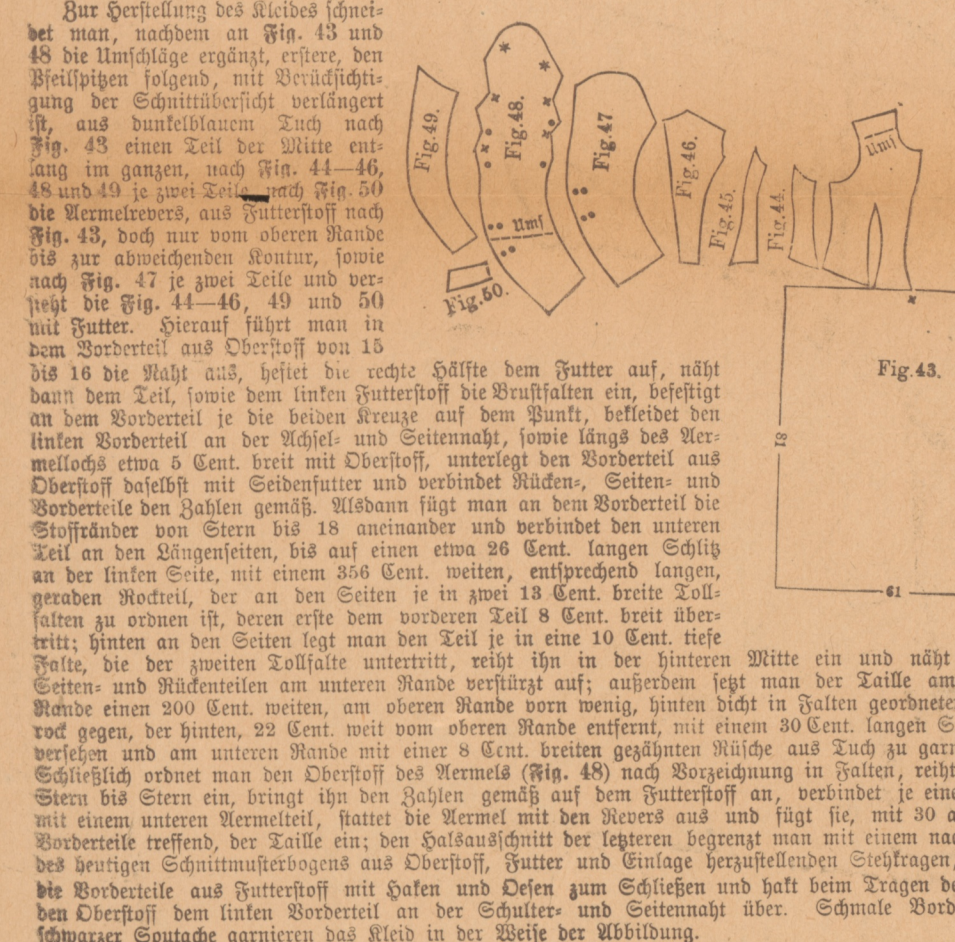 Zur Herstellung des Kleides schnei-
det man, nachdem an Fig. 43 und
48 die Umschläge ergänzt, erstere, den
Pfeilspitzen folgend, mit Berücksichti-
gung der Schnittübersicht verlängert
ist, aus dunkelblauem Tuch nach
Fig. 43 einen Teil der Mitte ent-
lang im ganzen, nach Fig. 44—46,
48 und 49 je zwei Teile nach Fig. 50
die Aermelrevers, aus Futterstoff nach
Fig. 43, doch nur vom oberen Rande
bis zur abweichenden Kontur, sowie
nach Fig. 47 je zwei Teile und ver-
sieht die Fig. 44—46, 49 und 50
mit Futter. Hierauf führt man in
dem Vorderteil aus Oberstoff von 15
bis 16 die Naht aus, heftet die rechte Hälfte dem Futter auf, näht
dann dem Teil, sowie dem linken Futterstoff die Brustfalten ein, befestigt
an dem Vorderteil je die beiden Kreuze auf dem Punkt, bekleidet den
linken Vorderteil an der Achsel- und Seitennaht, sowie längs des Aer-
mellochs etwa 5 Cent. breit mit Oberstoff, unterlegt den Vorderteil aus
Oberstoff daselbst mit Seidenfutter und verbindet Rücken-, Seiten- und
Vorderteile den Zahlen gemäß. Alsdann fügt man an dem Vorderteil die
Stoffränder von Stern bis 18 aneinander und verbindet den unteren
Teil an den Längenseiten, bis auf einen etwa 26 Cent. langen Schlitz
an der linken Seite, mit einem 356 Cent. weiten, entsprechend langen,
geraden Rockteil, der an den Seiten je in zwei 13 Cent. breite Toll-
falten zu ordnen ist, deren erste dem vorderen Teil 8 Cent. breit über-
tritt; hinten an den Seiten legt man den Teil je in eine 10 Cent. tiefe
Falte, die der zweiten Tollfalte untertritt, reiht ihn in der hinteren Mitte ein und näht
Seiten- und Rückenteilen am unteren Rande verstürzt auf; außerdem setzt man der Taille am
Rande einen 200 Cent. weiten, am oberen Rande vorn wenig, hinten dicht in Falten geordnete
rock gegen, der hinten, 22 Cent. weit vom oberen Rande entfernt, mit einem 30 Cent. langen S
versehen und am unteren Rande mit einer 8 Cent. breiten gezähnten Rüsche aus Tuch zu garn
Schließlich ordnet man den Oberstoff des Aermels (Fig. 48) nach Vorzeichnung in Falten, reiht
Stern bis Stern ein, bringt ihn den Zahlen gemäß auf dem Futterstoff an, verbindet je eine
mit einem unteren Aermelteil, stattet die Aermel mit den Revers aus und fügt sie, mit 30 a
Vorderteile treffend, der Taille ein; den Halsausschnitt der letzteren begrenzt man mit einem nac
des heutigen Schnittmusterbogens aus Oberstoff, Futter und Einlage herzustellenden Stehkragen,
die Vorderteile aus Futterstoff mit Haken und Oesen zum Schließen und hakt beim Tragen de
den Oberstoff dem linken Vorderteil an der Schulter- und Seitennaht über. Schmale Bord
schwarzer Soutache garnieren das Kleid in der Weise der Abbildung.
Fig. 49.
Fig. 48.
Ums
Fig. 50.
Fig. 47
Fig. 46.
Fig. 45.
Fig. 44.
Ums
Fig. 43.
18
61